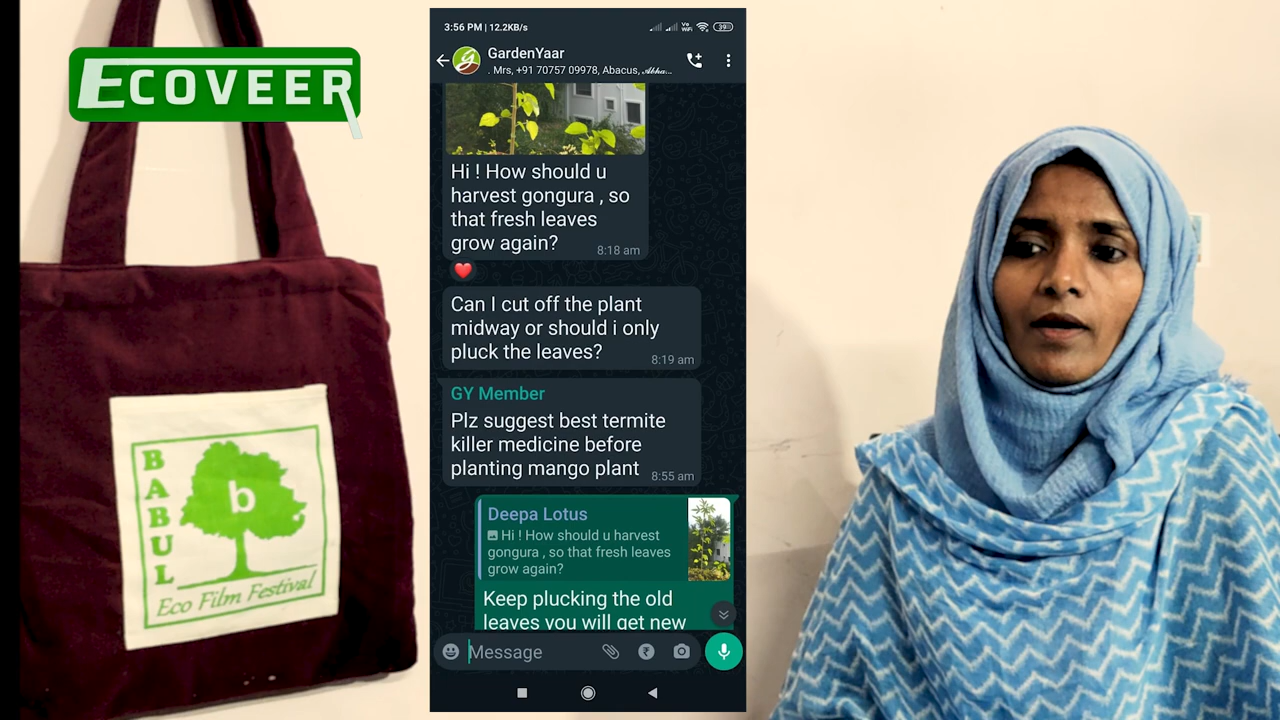 ECOVEER
BABUL
b
Eco Film Festival
3:56 PM | 12.2KB/s
Vo
WiFi
39
GardenYaar
. Mrs, +91 70757 09978, Abacus, 𝒜𝒷𝒽𝒶...
Hi ! How should u
harvest gongura , so
that fresh leaves
grow again?
8:18 am
Can I cut off the plant
midway or should i only
pluck the leaves?
8:19 am
GY Member
Plz suggest best termite
killer medicine before
planting mango plant
8:55 am
Deepa Lotus
Hi ! How should u harvest
gongura , so that fresh leaves
grow again?
Keep plucking the old
leaves you will get new
Message